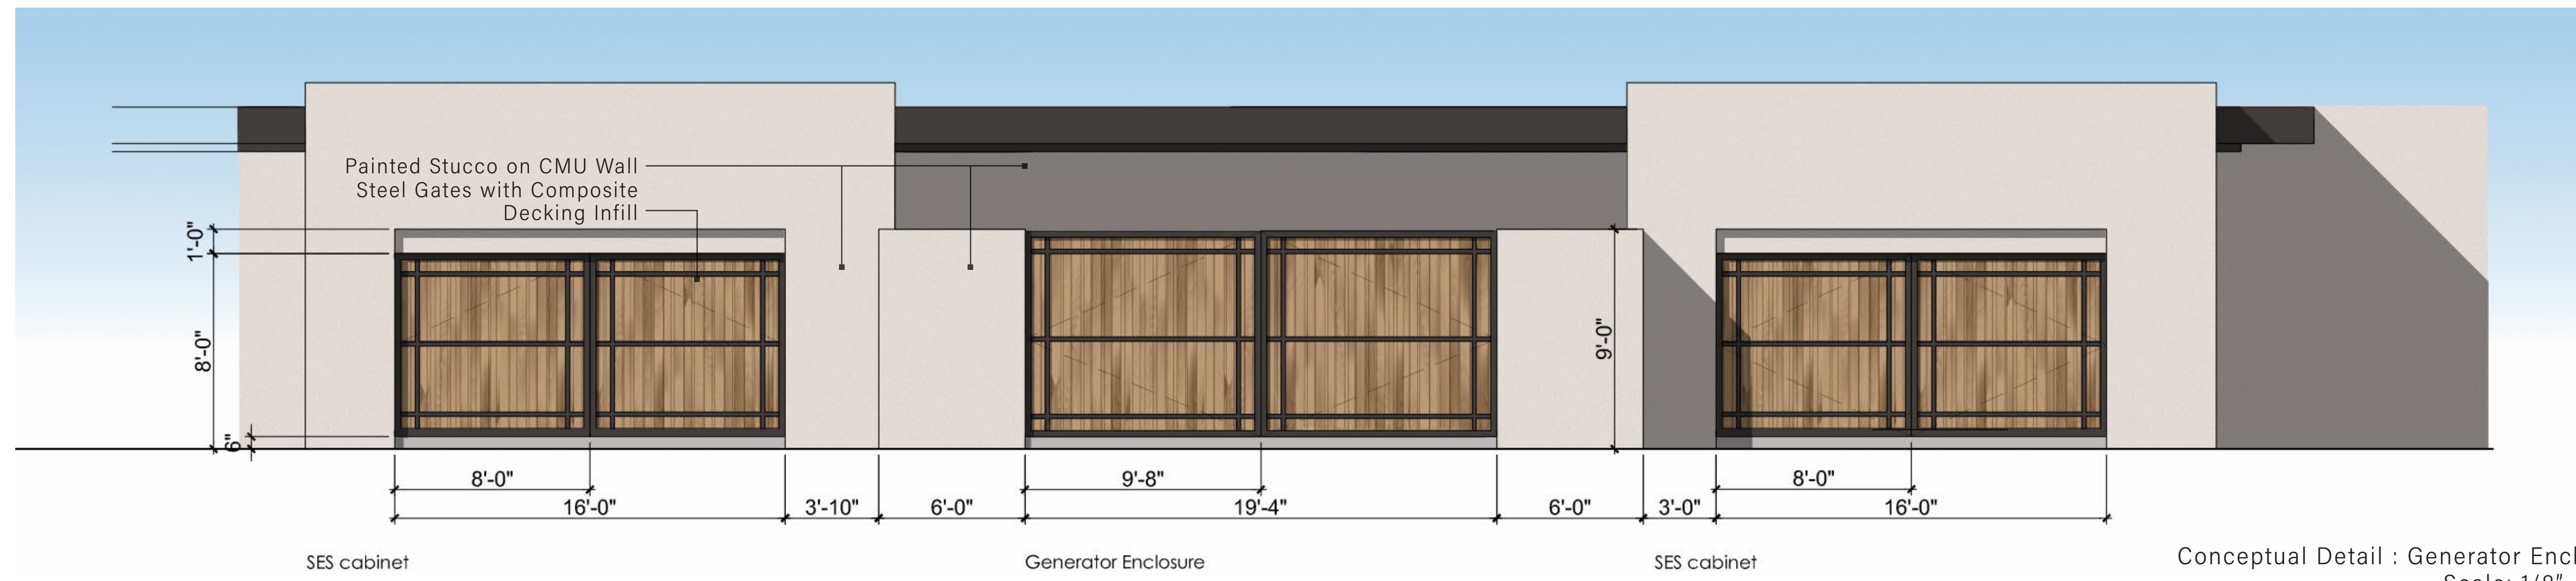 Painted Stucco on CMU Wall
Steel Gates with Composite
Decking Infill
1'-0"
8'-0"
6"
9'-0"
8'-0"
9'-8"
8'-0"
16'-0"
3'-10"
6'-0"
19'-4"
6'-0"
3'-0"
16'-0"
SES cabinet
Generator Enclosure
SES cabinet
Conceptual Detail : Generator